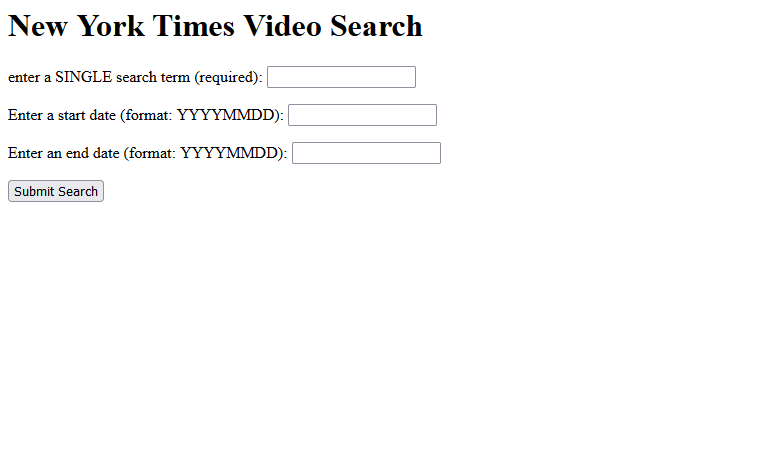 New York Times Video Search
enter a SINGLE search term (required):
Enter a start date (format: YYYYMMDD):
Enter an end date (format: YYYYMMDD):
Submit Search